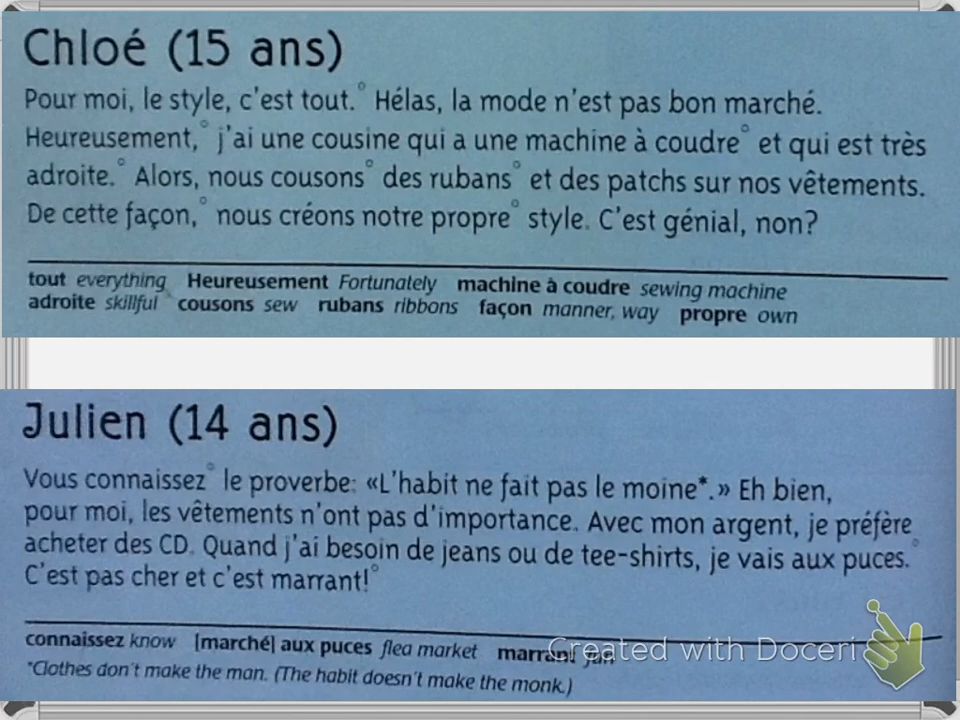 Chloé (15 ans)
Pour moi, le style, c'est tout.° Hélas, la mode n'est pas bon marché.
Heureusement,° j'ai une cousine qui a une machine à coudre° et qui est très
adroite.° Alors, nous cousons° des rubans° et des patchs sur nos vêtements.
De cette façon,° nous créons notre propre° style. C'est génial, non?
tout everything Heureusement Fortunately machine à coudre sewing machine
adroite skillful cousons sew rubans ribbons façon manner, way propre own
Julien (14 ans)
Vous connaissez° le proverbe: «L'habit ne fait pas le moine*.» Eh bien,
pour moi, les vêtements n'ont pas d'importance. Avec mon argent, je préfère
acheter des CD. Quand j'ai besoin de jeans ou de tee-shirts, je vais aux puces.°
C'est pas cher et c'est marrant!°
connaissez know [marché] aux puces flea market marrant fun
*Clothes don't make the man. (The habit doesn't make the monk.)
Created with Doceri